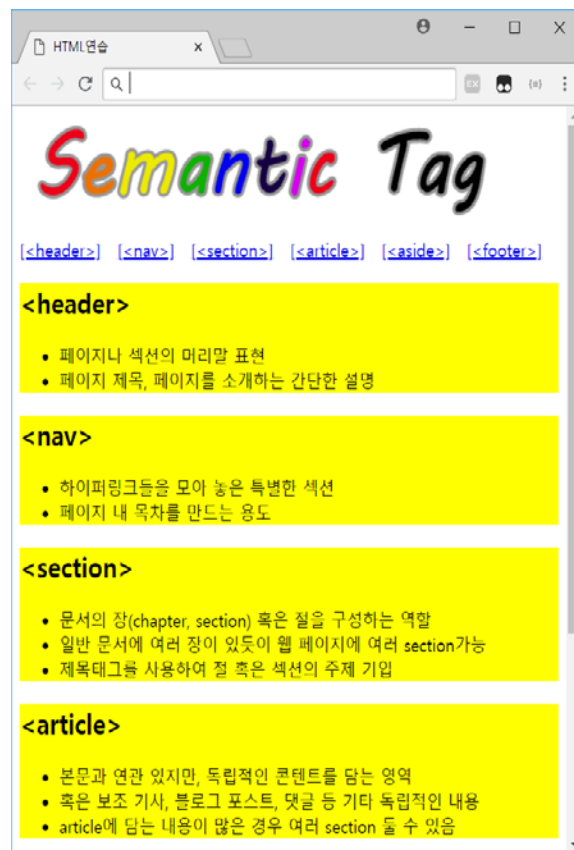 HTML연습
Semantic Tag
[<header>] [<nav>] [<section>] [<article>] [<aside>] [<footer>]
<header>
• 페이지나 섹션의 머리말 표현
• 페이지 제목, 페이지를 소개하는 간단한 설명
<nav>
• 하이퍼링크들을 모아 놓은 특별한 섹션
• 페이지 내 목차를 만드는 용도
<section>
• 문서의 장(chapter, section) 혹은 절을 구성하는 역할
• 일반 문서에 여러 장이 있듯이 웹 페이지에 여러 section가능
• 제목태그를 사용하여 절 혹은 섹션의 주제 기입
<article>
• 본문과 연관 있지만, 독립적인 콘텐트를 담는 영역
• 혹은 보조 기사, 블로그 포스트, 댓글 등 기타 독립적인 내용
• article에 담는 내용이 많은 경우 여러 section 둘 수 있음